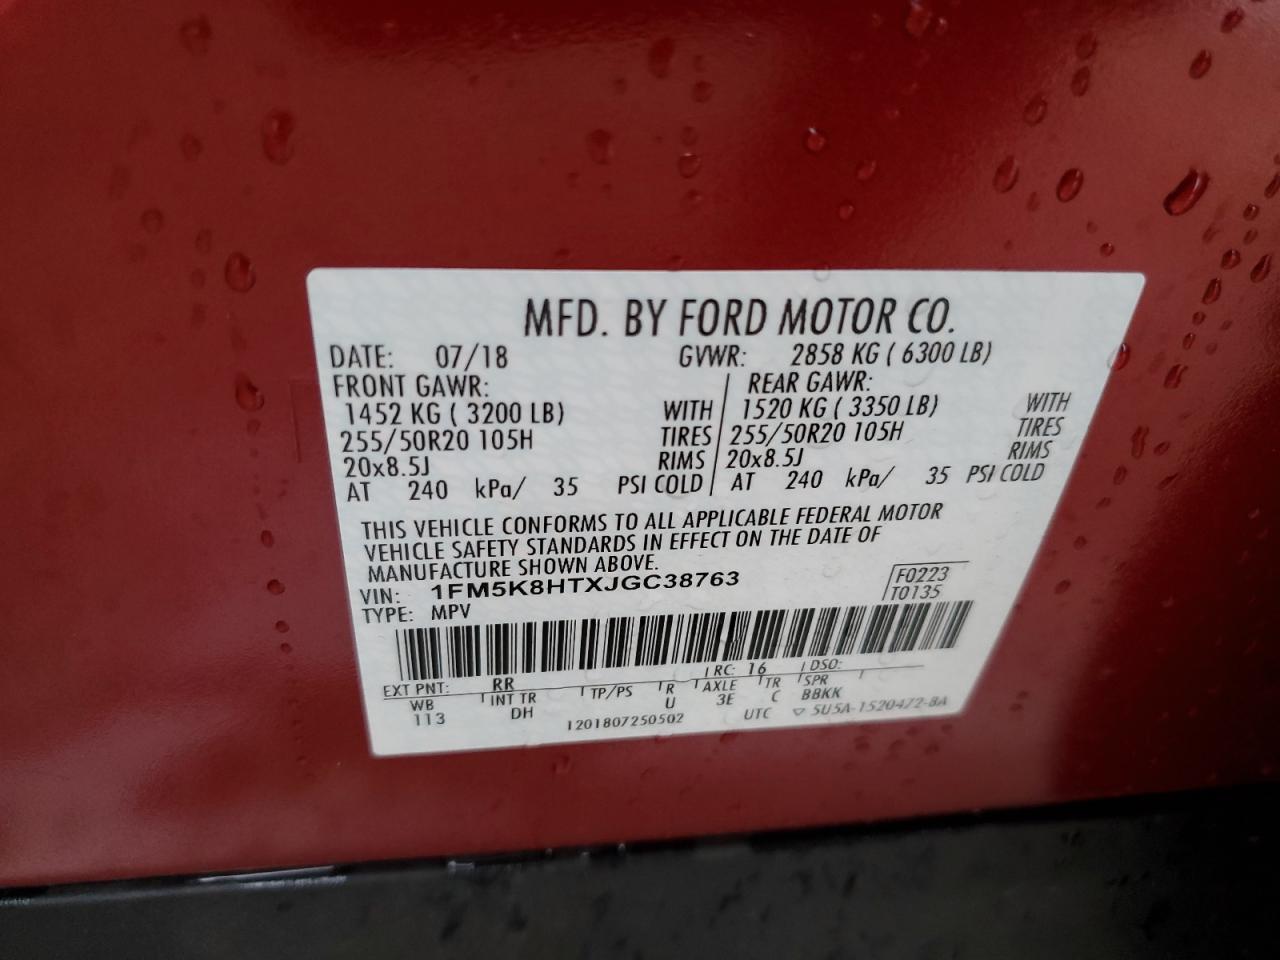 MFD. BY FORD MOTOR CO.
DATE: 07/18 GVWR: 2858 KG ( 6300 LB)
FRONT GAWR: REAR GAWR:
1452 KG ( 3200 LB) WITH 1520 KG ( 3350 LB) WITH
255/50R20 105H TIRES 255/50R20 105H TIRES
20x8.5J RIMS 20x8.5J RIMS
AT 240 kPa/ 35 PSI COLD AT 240 kPa/ 35 PSI COLD
THIS VEHICLE CONFORMS TO ALL APPLICABLE FEDERAL MOTOR
VEHICLE SAFETY STANDARDS IN EFFECT ON THE DATE OF
MANUFACTURE SHOWN ABOVE.
VIN: 1FM5K8HTXJGC38763 F0223
TYPE: MPV T0135
EXT PNT: RR RC: 16 DSO:
WB INT TR TP/PS R AXLE TR SPR
113 DH U 3E C BBKK
1201807250502 UTC ▽ 5U5A-1520472-BA